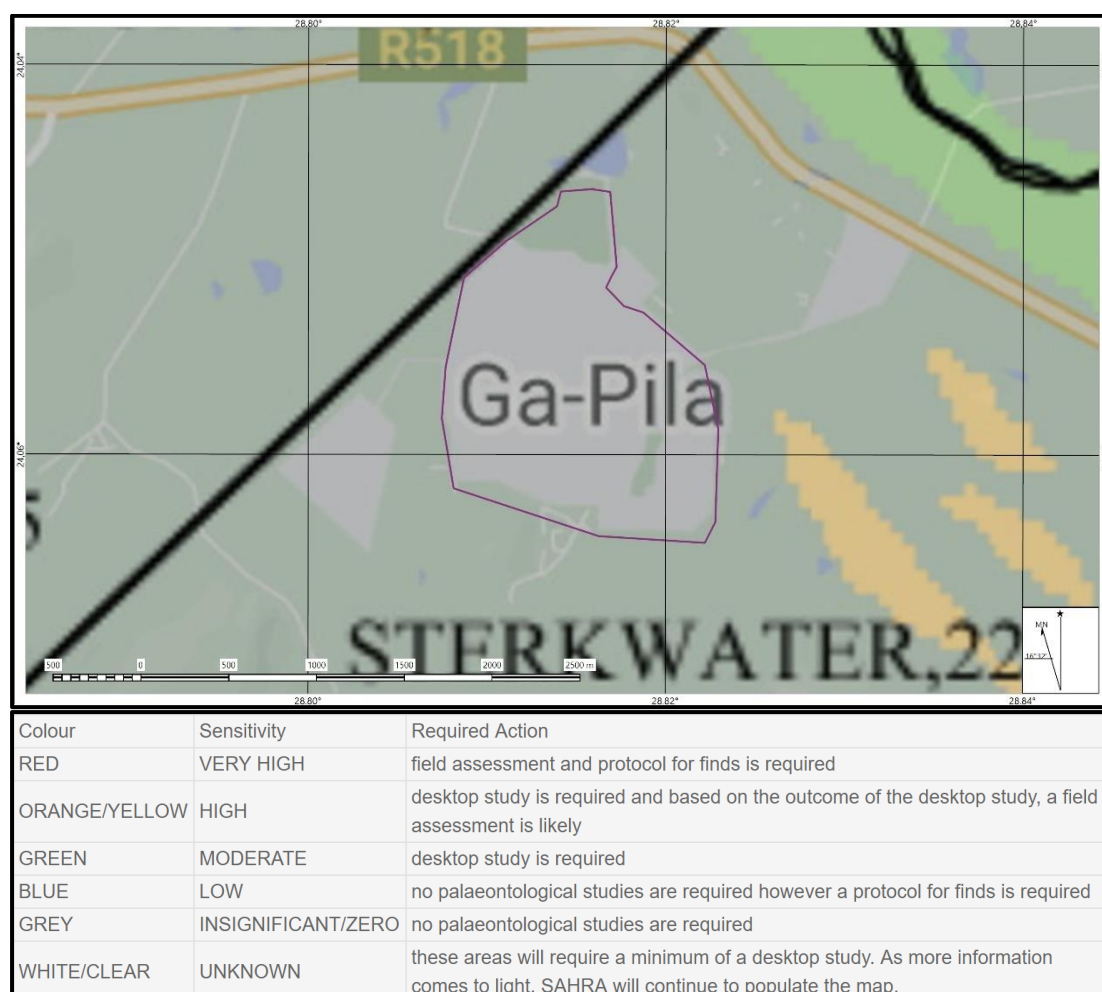 28.80° 28.82° 28.84°
R518
24.04°
Ga-Pila
24.06°
5
STERKWATER,22
MN
16°32'
500 0 500 1000 1500 2000 2500 m
28.80° 28.82° 28.84°
Colour Sensitivity Required Action
RED VERY HIGH field assessment and protocol for finds is required
ORANGE/YELLOW HIGH desktop study is required and based on the outcome of the desktop study, a field
assessment is likely
GREEN MODERATE desktop study is required
BLUE LOW no palaeontological studies are required however a protocol for finds is required
GREY INSIGNIFICANT/ZERO no palaeontological studies are required
WHITE/CLEAR UNKNOWN these areas will require a minimum of a desktop study. As more information
comes to light, SAHRA will continue to populate the map.